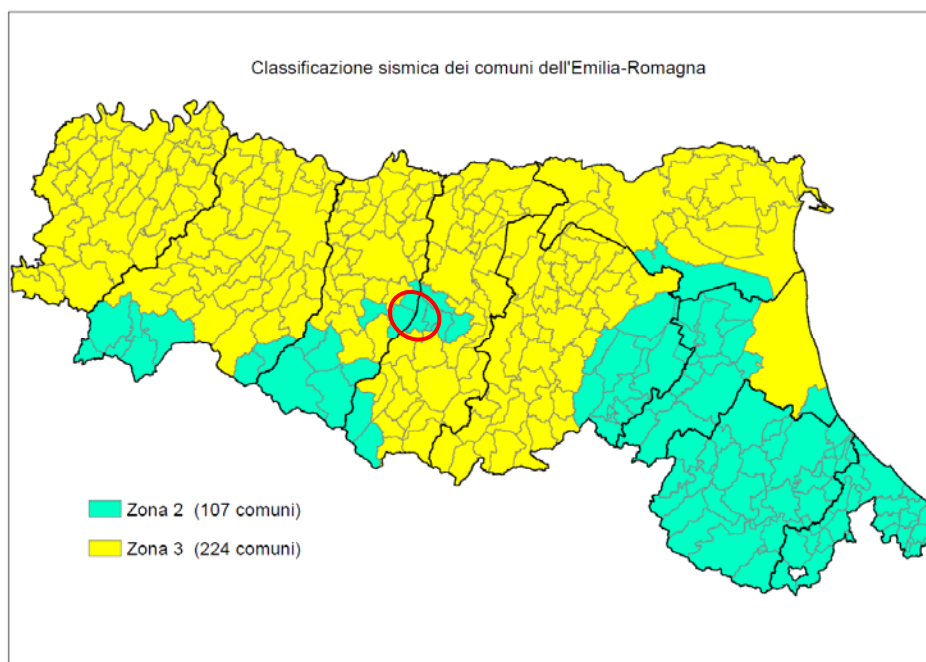 Classificazione sismica dei comuni dell'Emilia-Romagna
Zona 2 (107 comuni)
Zona 3 (224 comuni)